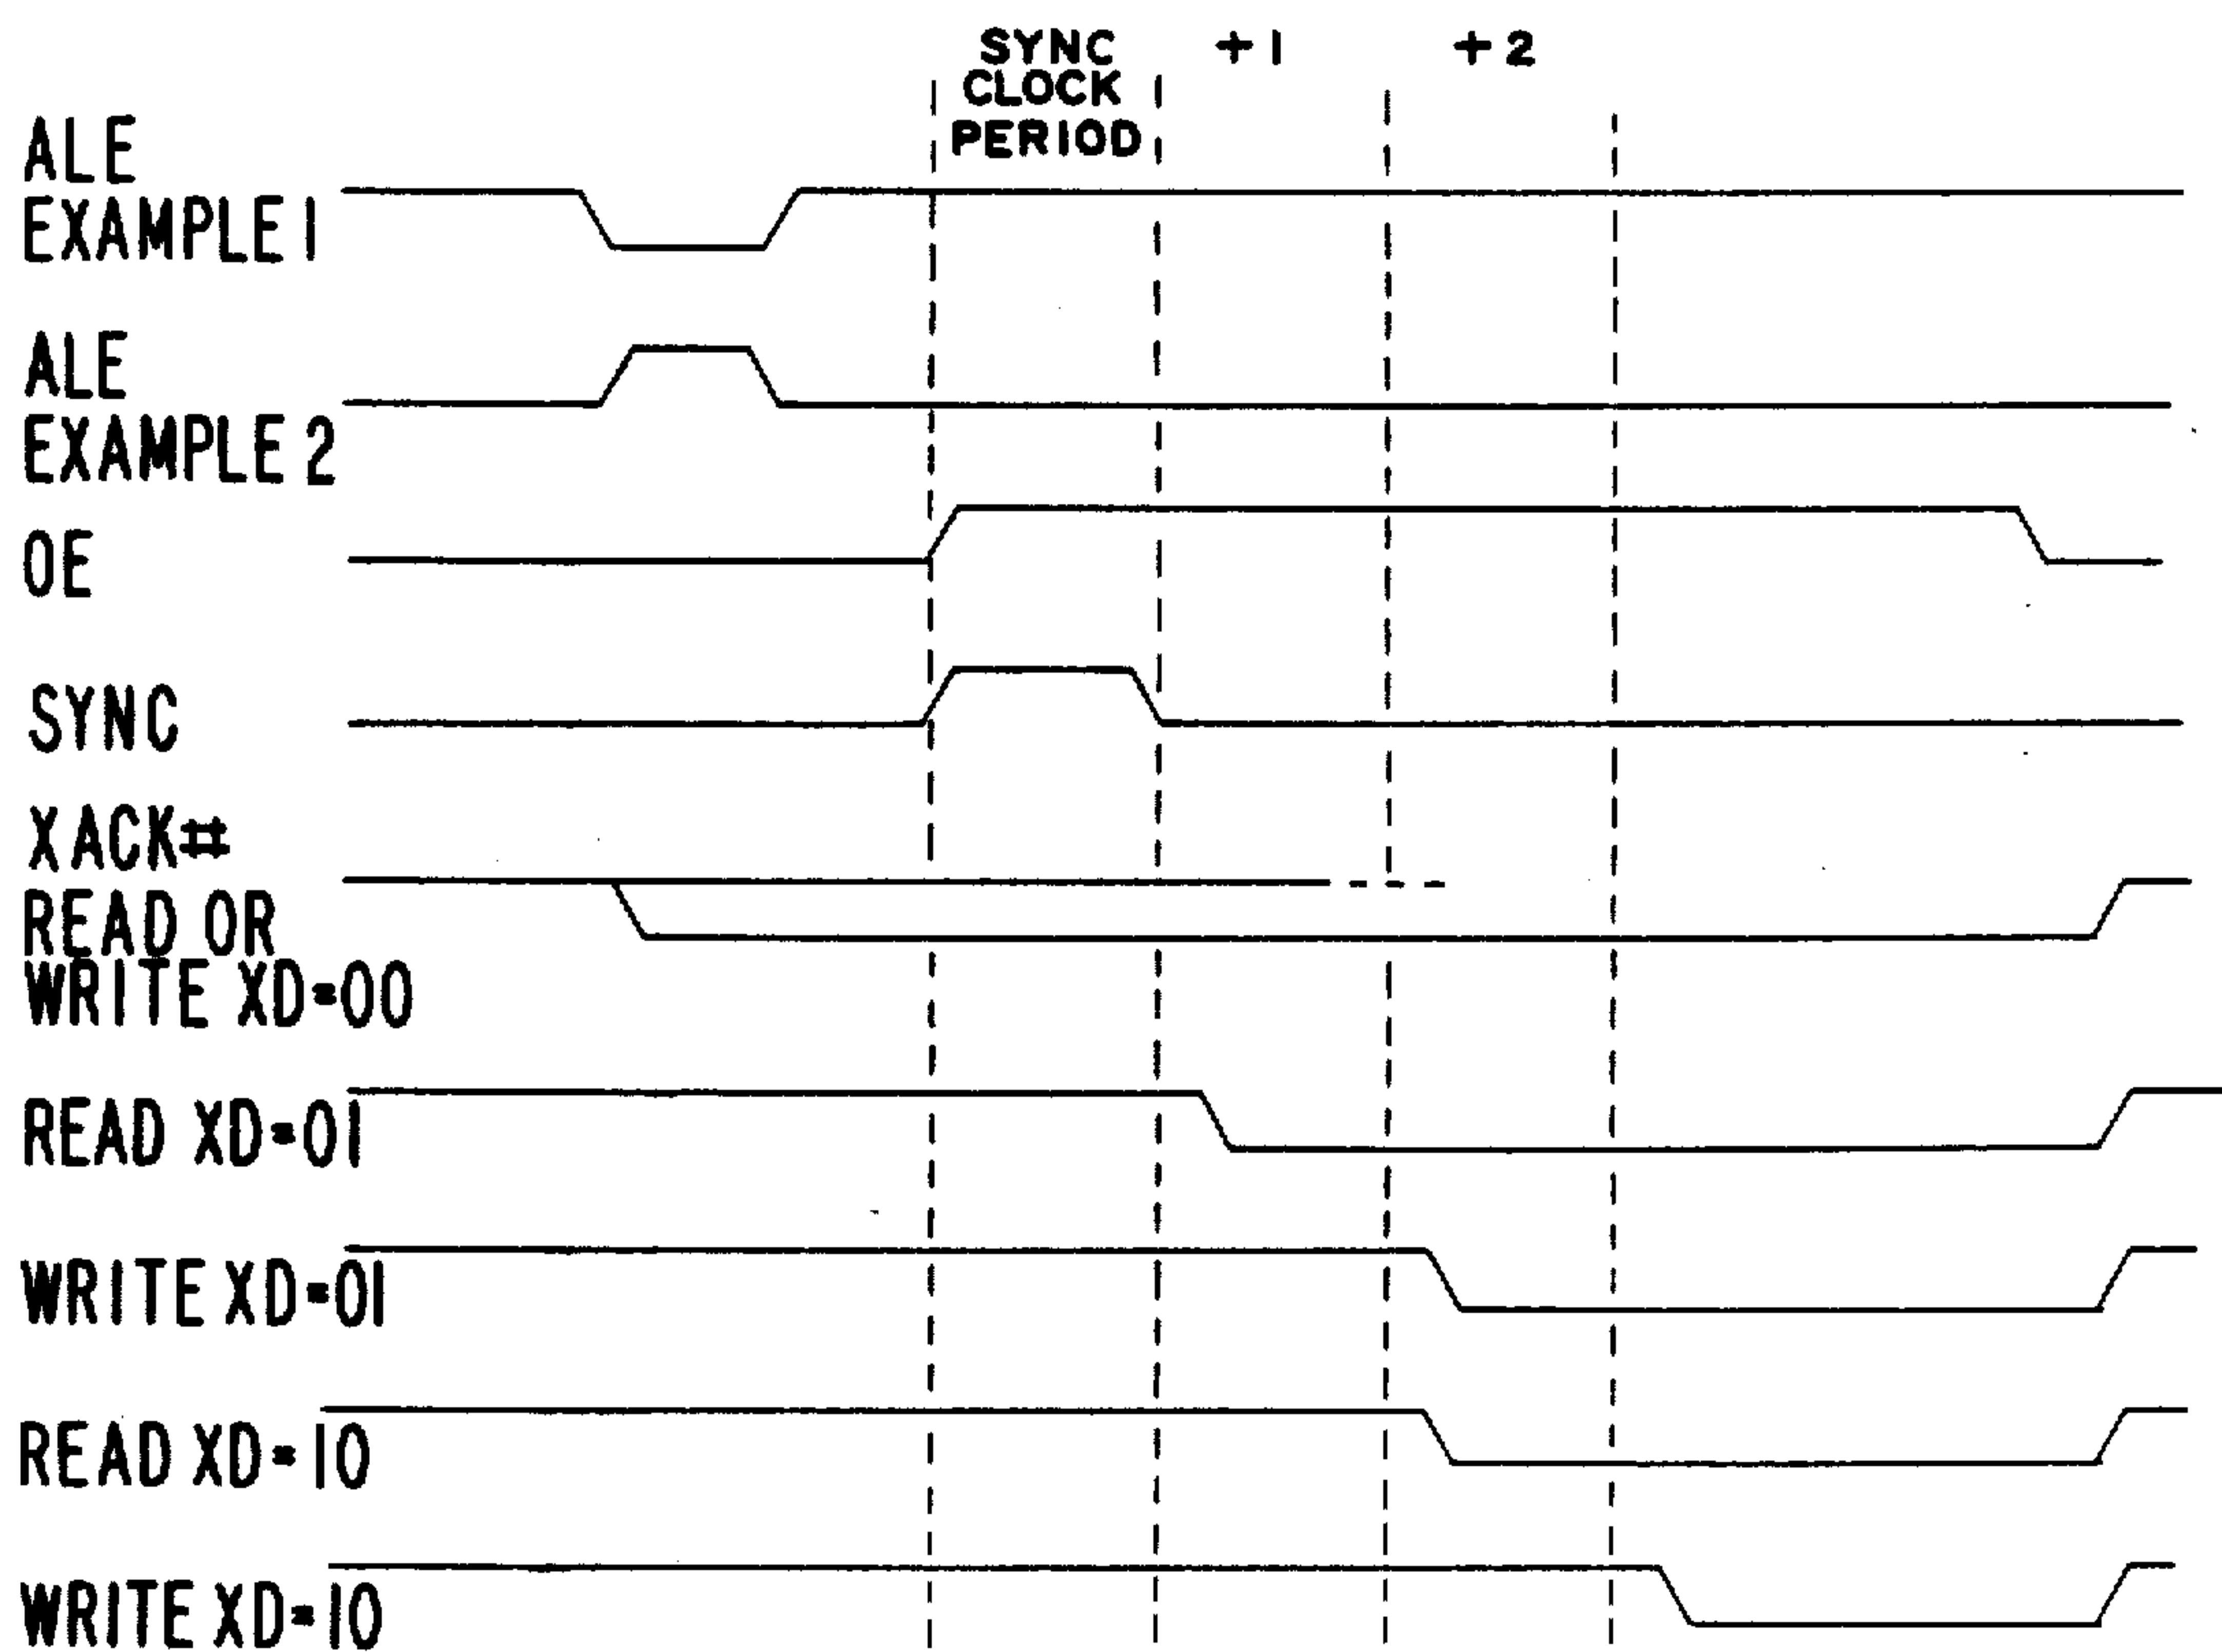 SYNC
CLOCK
PERIOD
+1
+2
ALE
EXAMPLE 1
ALE
EXAMPLE 2
OE
SYNC
XACK#
READ OR
WRITE XD=00
READ XD=01
WRITE XD=01
READ XD=10
WRITE XD=10